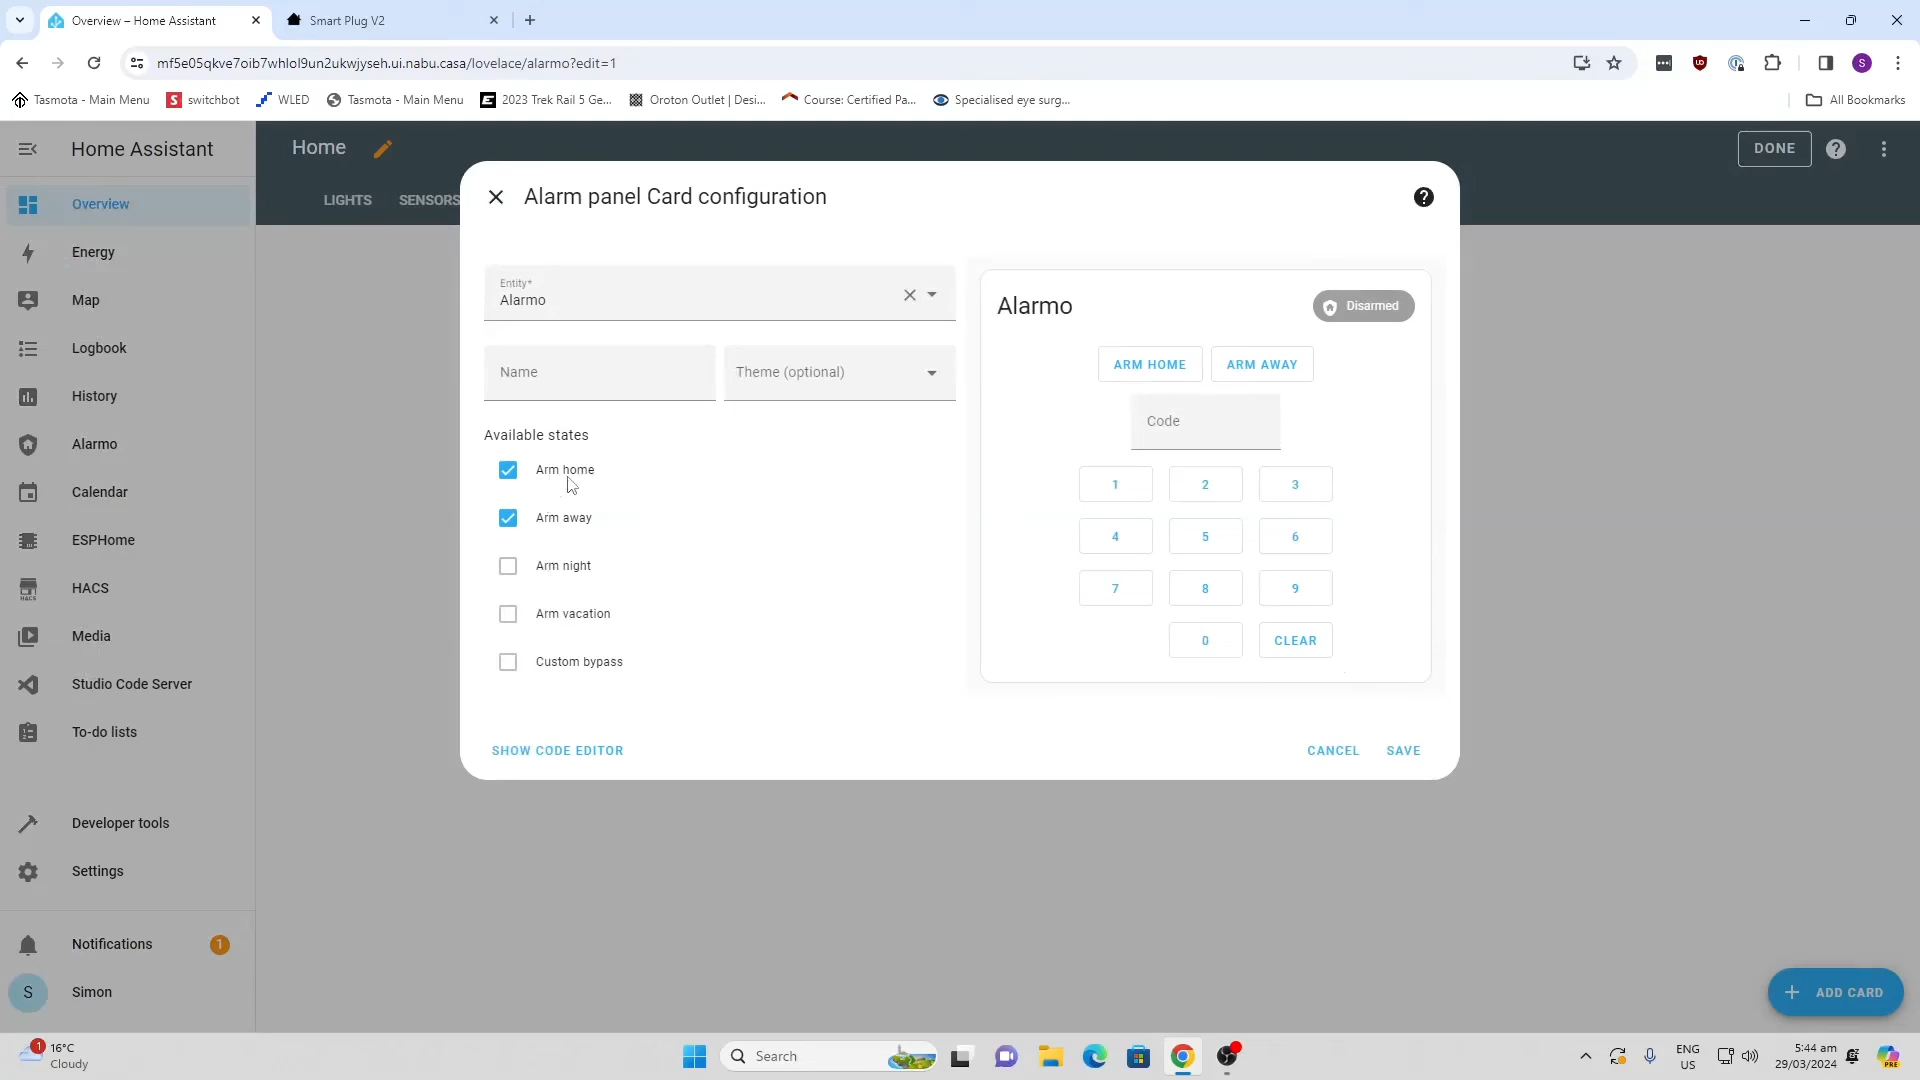 Overview – Home Assistant
Smart Plug V2
mf5e05qkve7oib7whlol9un2ukwjyseh.ui.nabu.casa/lovelace/alarmo?edit=1
Tasmota - Main Menu
switchbot
WLED
Tasmota - Main Menu
2023 Trek Rail 5 Ge...
Oroton Outlet | Desi...
Course: Certified Pa...
Specialised eye surg...
All Bookmarks
Home Assistant
Home
DONE
LIGHTS
SENSORS
Overview
Energy
Map
Logbook
History
Alarmo
Calendar
ESPHome
HACS
Media
Studio Code Server
To-do lists
Developer tools
Settings
Notifications
1
S
Simon
Alarm panel Card configuration
Entity*
Alarmo
Name
Theme (optional)
Available states
Arm home
Arm away
Arm night
Arm vacation
Custom bypass
SHOW CODE EDITOR
CANCEL
SAVE
Alarmo
Disarmed
ARM HOME
ARM AWAY
Code
1
2
3
4
5
6
7
8
9
0
CLEAR
ADD CARD
1
16°C
Cloudy
Search
ENG
US
5:44 am
29/03/2024